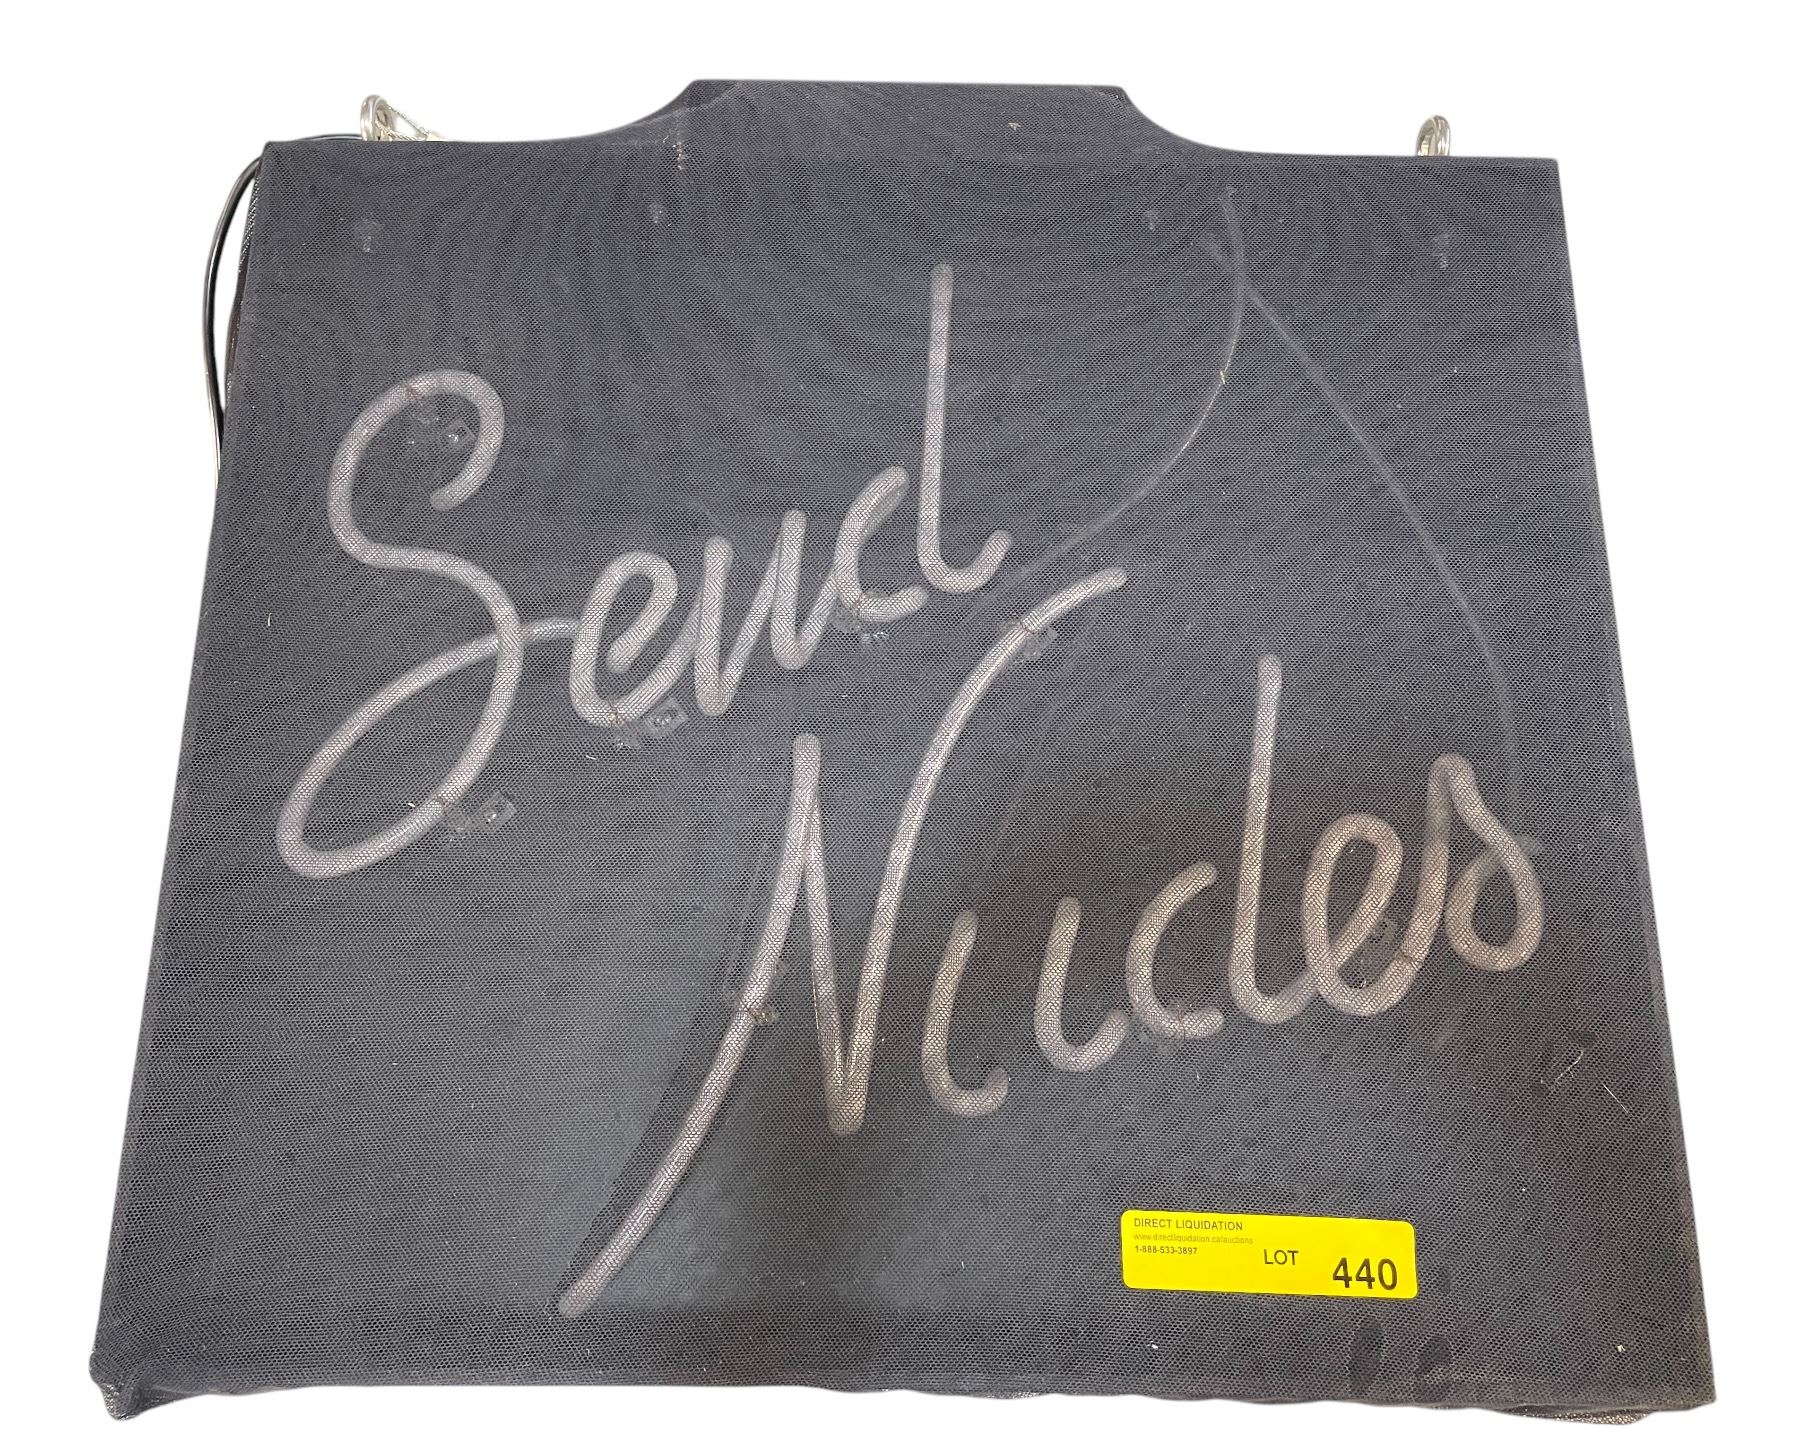 Send
Nudes
DIRECT LIQUIDATION
www.directliquidation.ca/auctions
1-888-533-3897
LOT 440